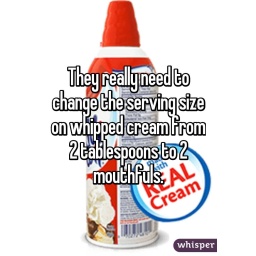 They really need to
change the serving size
on whipped cream from
2 tablespoons to 2
mouthfuls.
with
REAL
Cream
whisper